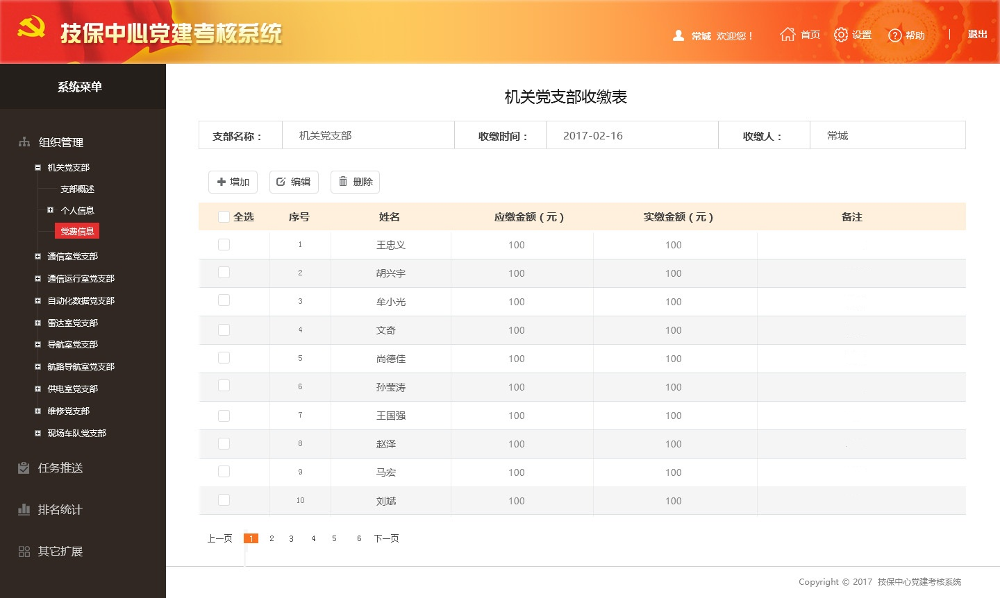 技保中心党建考核系统
常城 欢迎您！ 首页 设置 帮助 | 退出
系统菜单
组织管理
机关党支部
支部概述
个人信息
党费信息
通信室党支部
通信运行室党支部
自动化数据党支部
雷达室党支部
导航室党支部
航路导航室党支部
供电室党支部
维修党支部
现场车队党支部
任务推送
排名统计
其它扩展
机关党支部收缴表
支部名称： 机关党支部 收缴时间： 2017-02-16 收缴人： 常城
增加 编辑 删除
全选 序号 姓名 应缴金额（元） 实缴金额（元） 备注
1 王忠义 100 100
2 胡兴宇 100 100
3 牟小光 100 100
4 文奇 100 100
5 尚德佳 100 100
6 孙莹涛 100 100
7 王国强 100 100
8 赵泽 100 100
9 马宏 100 100
10 刘斌 100 100
上一页 1 2 3 4 5 6 下一页
Copyright © 2017 技保中心党建考核系统